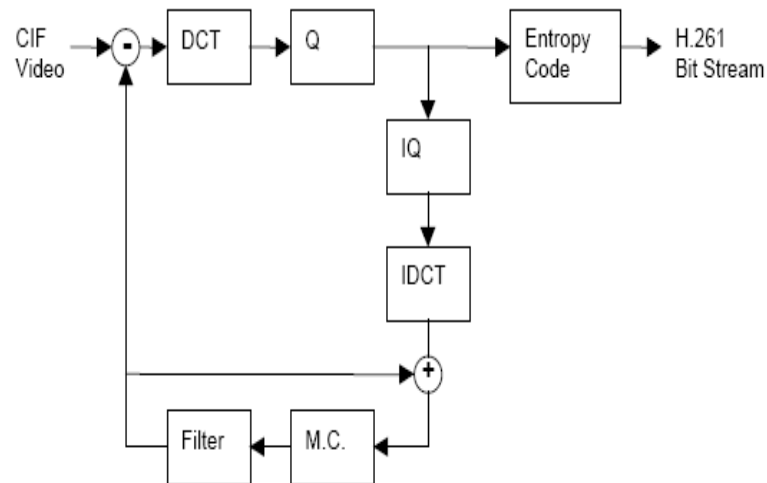 CIF
Video
-
DCT
Q
Entropy
Code
H.261
Bit Stream
IQ
IDCT
+
Filter
M.C.